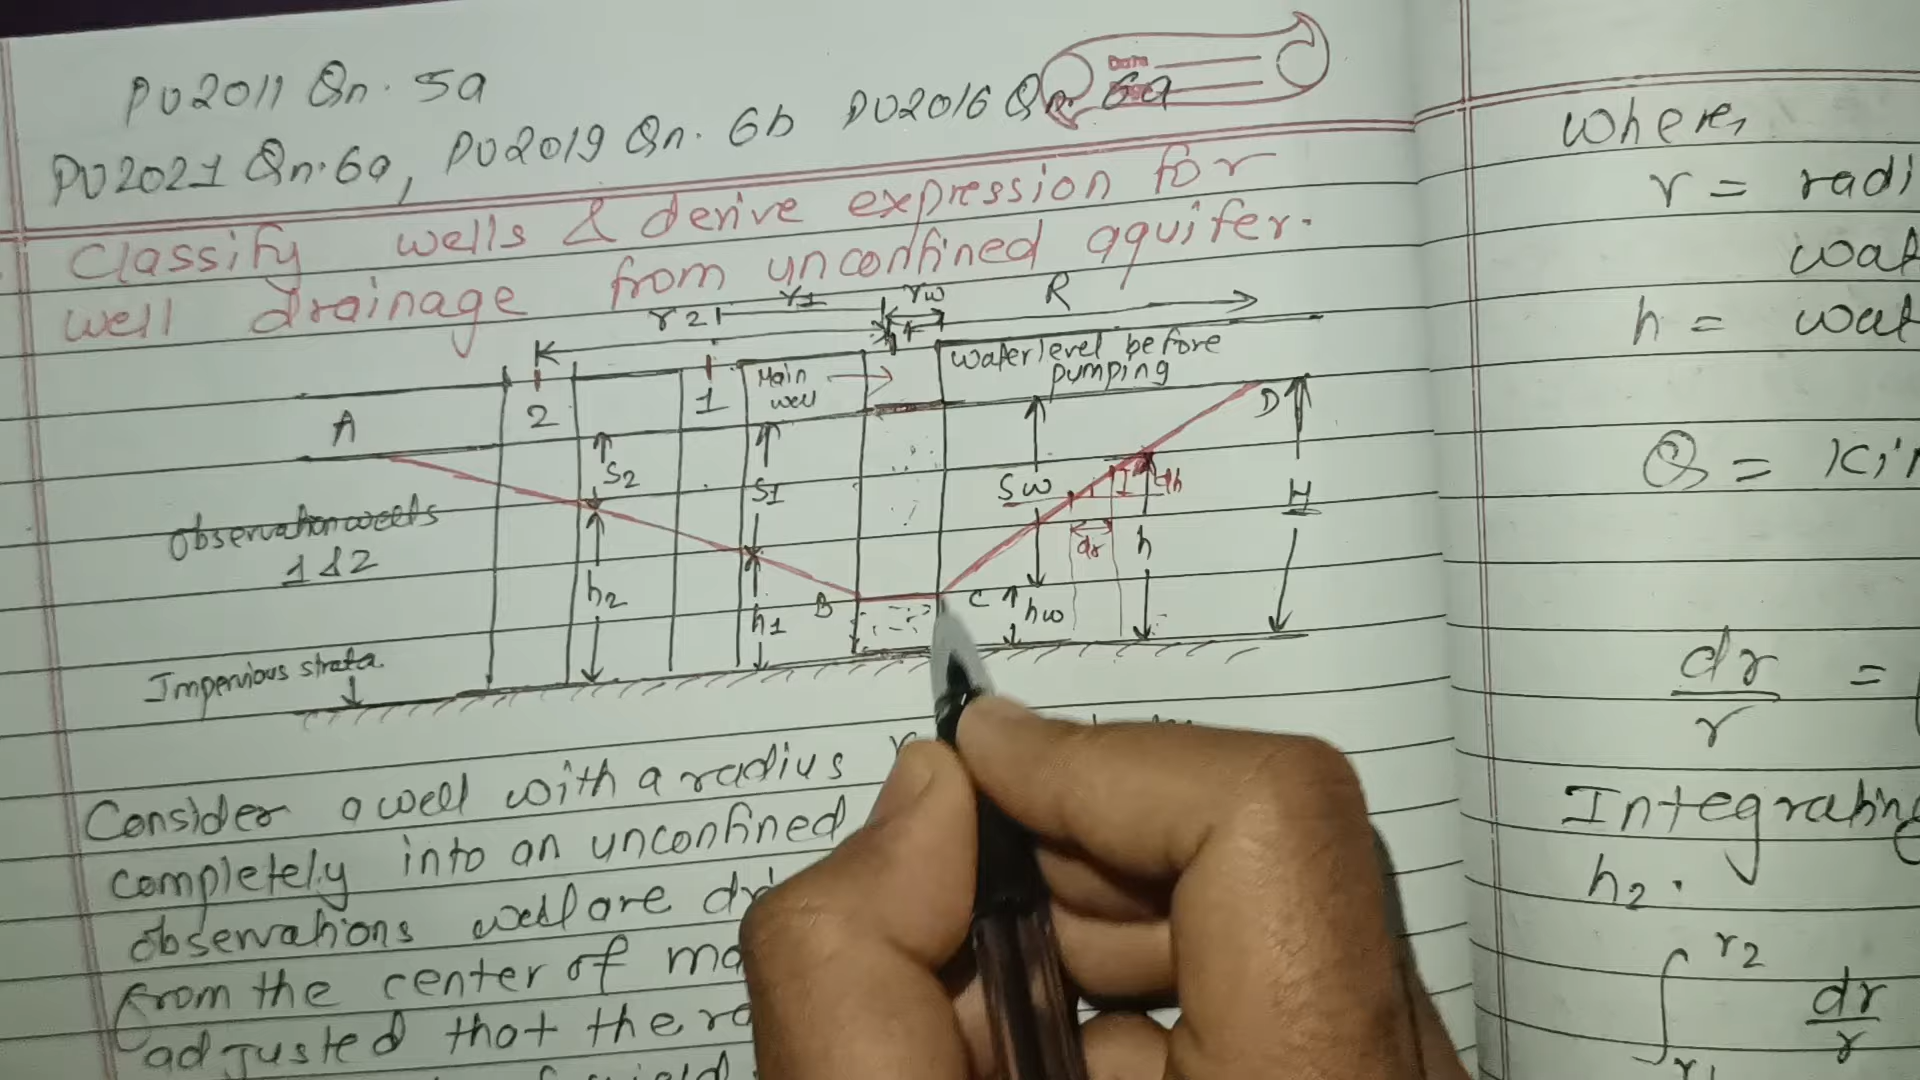 PU2011 Qn. 5a
PU2021 Qn.6a, PU2019 Qn. 6b PU2016 Qn. 6a
Classify wells & derive expression for
well drainage from unconfined aquifer.
r2 r1 rw R
A 2 1 Main well
Water level before pumping
D
S2 S1 Sw dh H
Observation wells
1 & 2
dr h
h2 h1 B C hw
Impervious strata
Consider a well with a radius
completely into an unconfined
observations well are
from the center of
adjusted that the
where,
r =
h =
Q =
dr/r =
h2.
∫ r2 r1 dr/r